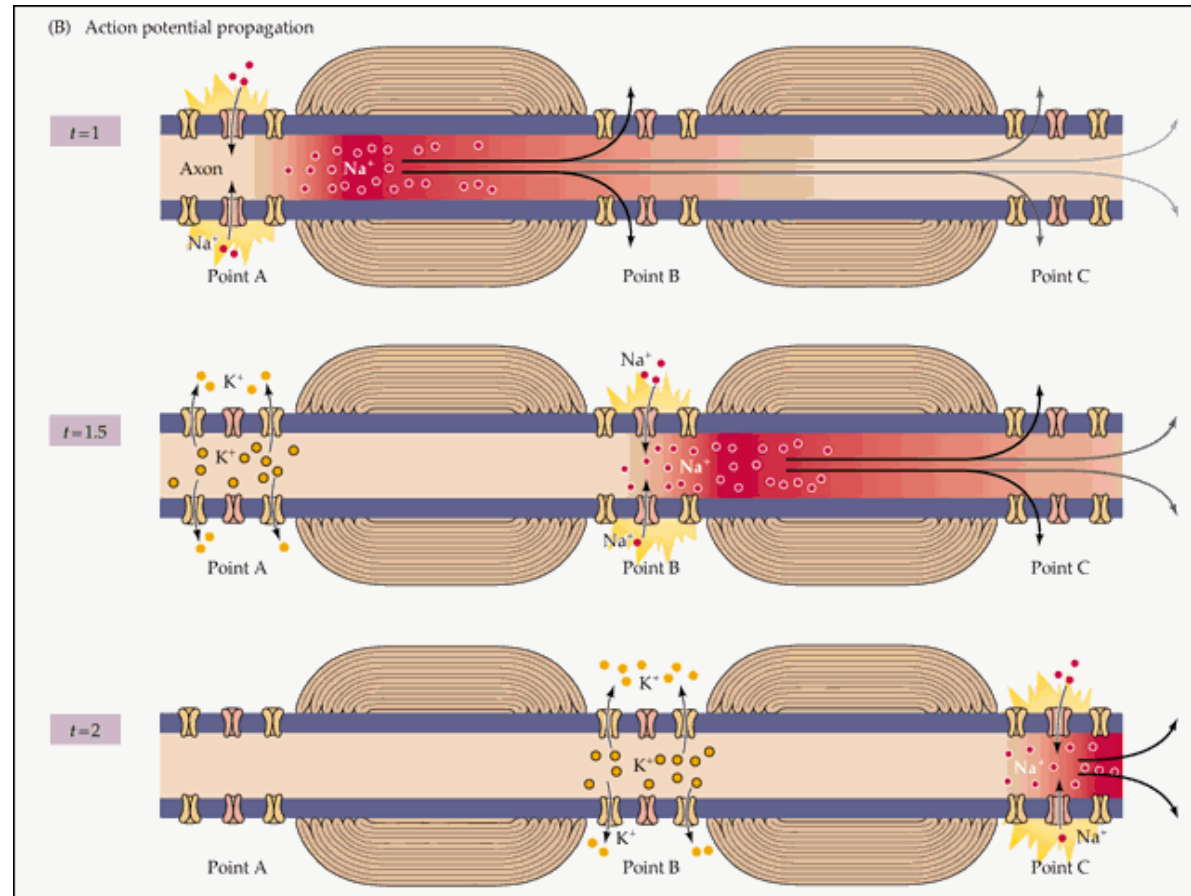 (B) Action potential propagation
t=1
Axon
Na⁺
Na⁺
Point A
Point B
Point C
Na⁺
K⁺
t=1.5
K⁺
Na⁺
Na⁺
Point A
Point B
Point C
K⁺
t=2
K⁺
Na⁺
K⁺
Na⁺
Point A
Point B
Point C